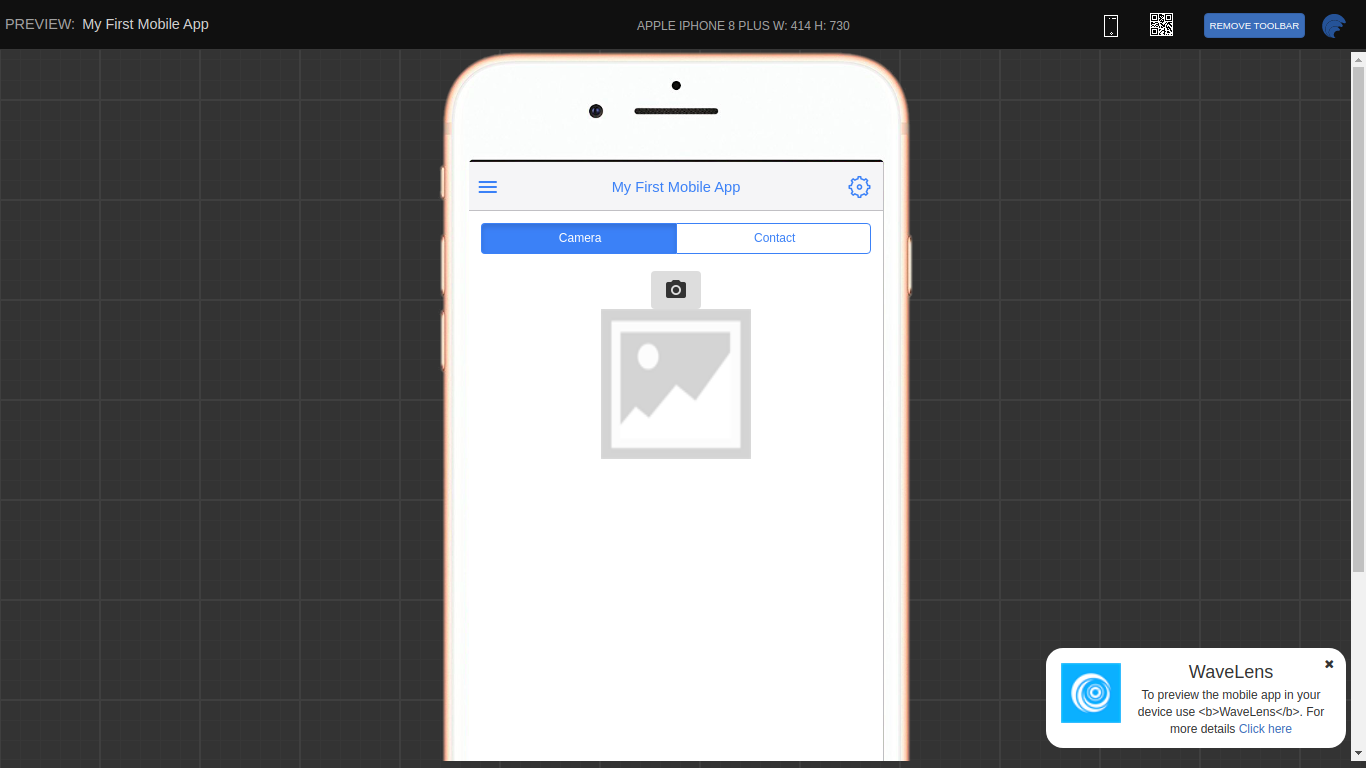 PREVIEW: My First Mobile App
APPLE IPHONE 8 PLUS W: 414 H: 730
REMOVE TOOLBAR
My First Mobile App
Camera
Contact
WaveLens
To preview the mobile app in your
device use <b>WaveLens</b>. For
more details Click here